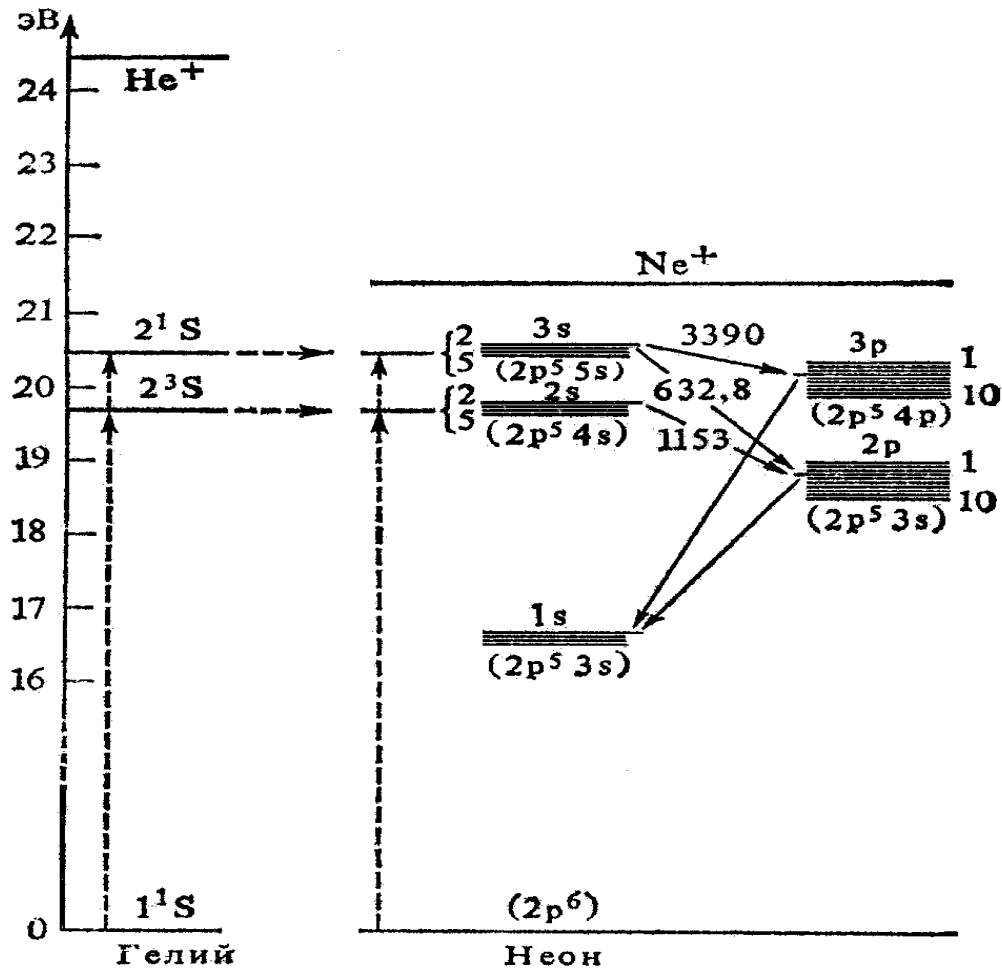 эВ
He⁺
24
23
22
Ne⁺
21
2¹ S
2
5
3s
(2p⁵ 5s)
3390
3p
1
10
(2p⁵ 4p)
20
2³S
2
5
2s
(2p⁵ 4s)
632,8
1153
2p
1
10
(2p⁵ 3s)
19
18
17
1s
(2p⁵ 3s)
16
0
1¹S
(2p⁶)
Гелий
Неон